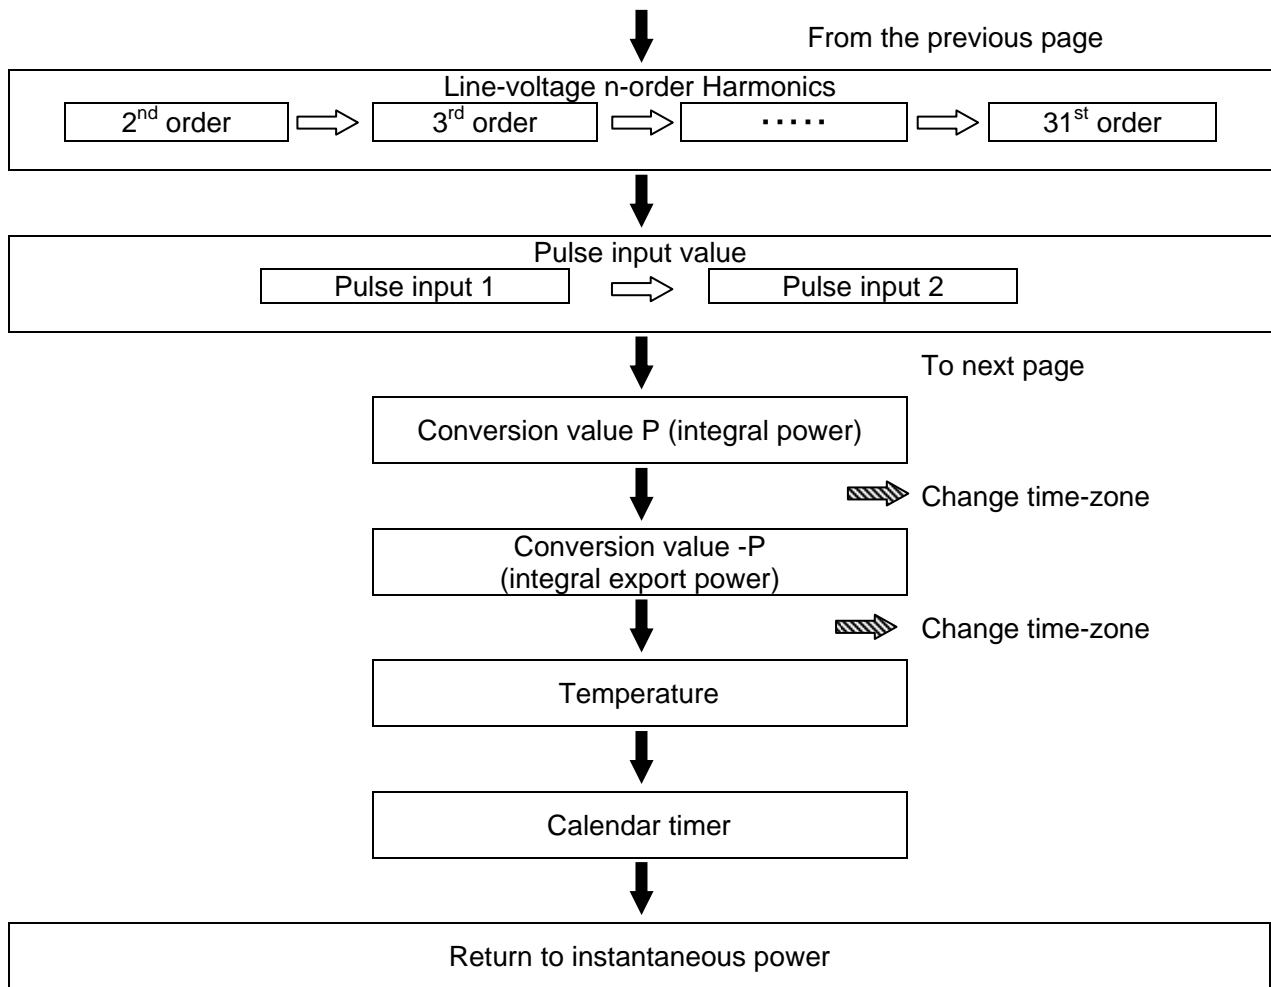 From the previous page
Line-voltage n-order Harmonics
2nd order
3rd order
·····
31st order
Pulse input value
Pulse input 1
Pulse input 2
To next page
Conversion value P (integral power)
Change time-zone
Conversion value -P
(integral export power)
Change time-zone
Temperature
Calendar timer
Return to instantaneous power